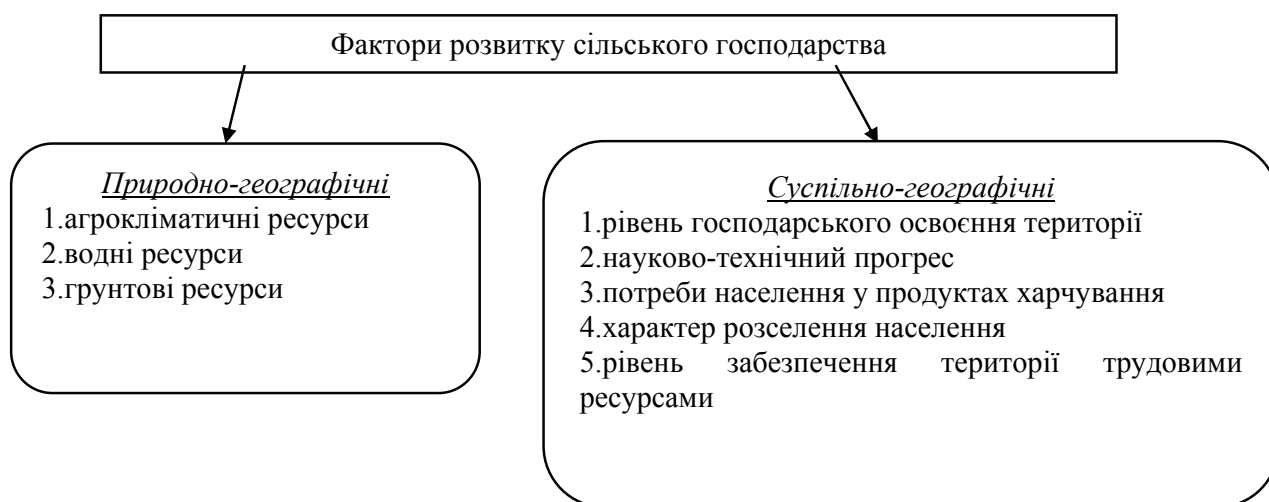 Фактори розвитку сільського господарства
Природно-географічні
1.агрокліматичні ресурси
2.водні ресурси
3.грунтові ресурси
Суспільно-географічні
1.рівень господарського освоєння території
2.науково-технічний прогрес
3.потреби населення у продуктах харчування
4.характер розселення населення
5.рівень забезпечення території трудовими
ресурсами